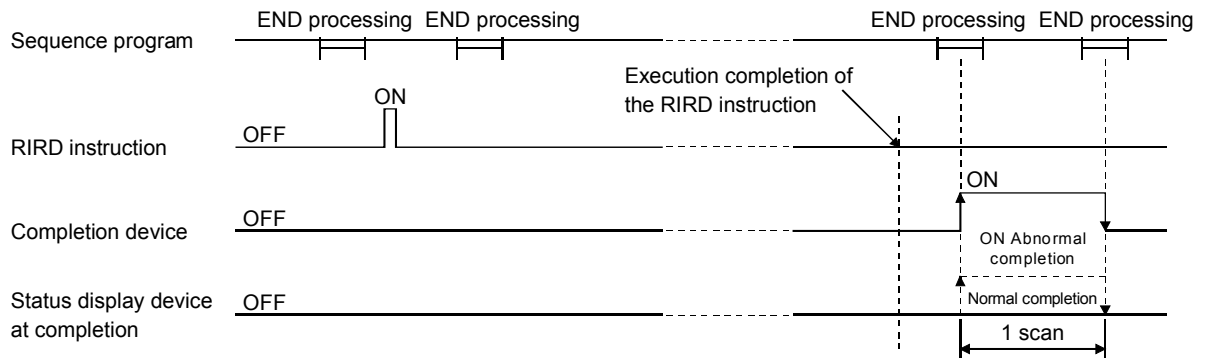 END processing END processing END processing END processing
Sequence program
Execution completion of
the RIRD instruction
ON
OFF
RIRD instruction
ON
OFF
Completion device
ON Abnormal
completion
Status display device
at completion
OFF
Normal completion
1 scan